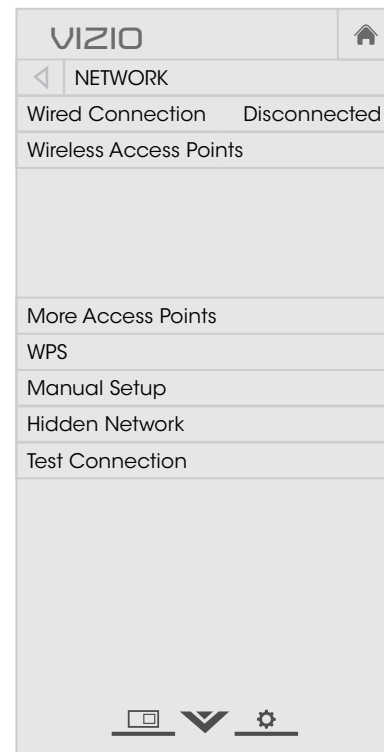 VIZIO
NETWORK
Wired Connection Disconnected
Wireless Access Points
More Access Points
WPS
Manual Setup
Hidden Network
Test Connection